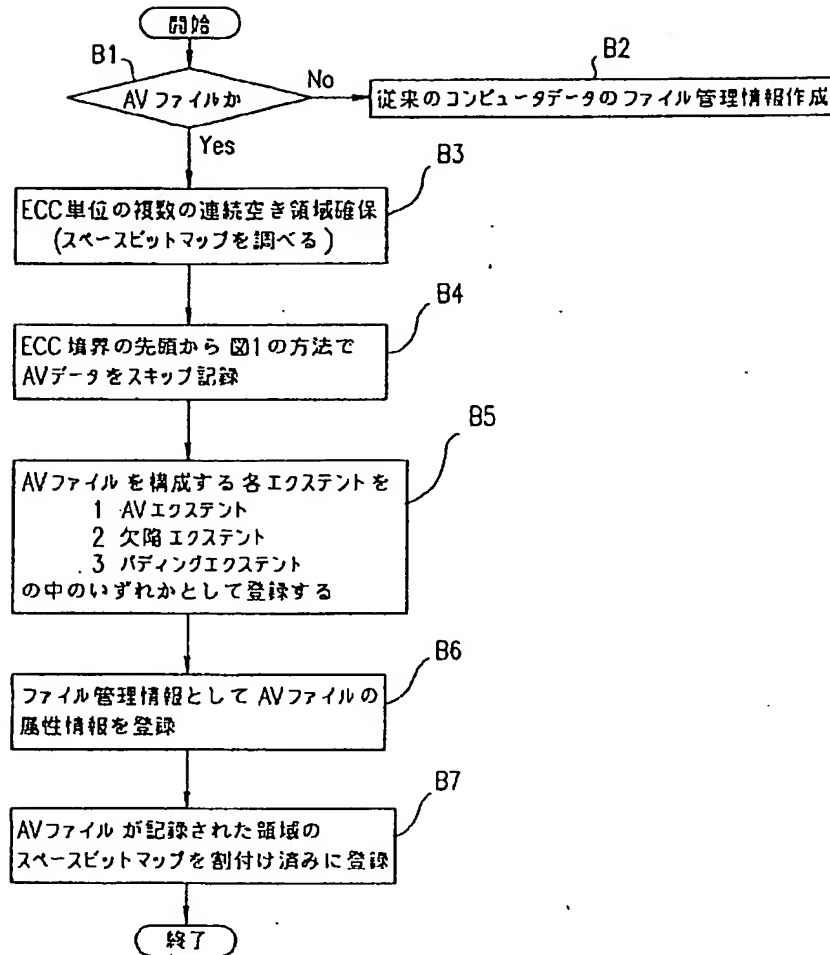 開始
B1
AVファイルか
No
B2
従来のコンピュータデータのファイル管理情報作成
Yes
B3
ECC単位の複数の連続空き領域確保
(スペースビットマップを調べる)
B4
ECC境界の先頭から図1の方法で
AVデータをスキップ記録
B5
AVファイルを構成する各エクステントを
1 AVエクステント
2 欠陥エクステント
3 パディングエクステント
の中のいずれかとして登録する
B6
ファイル管理情報としてAVファイルの
属性情報を登録
B7
AVファイルが記録された領域の
スペースビットマップを割付け済みに登録
終了